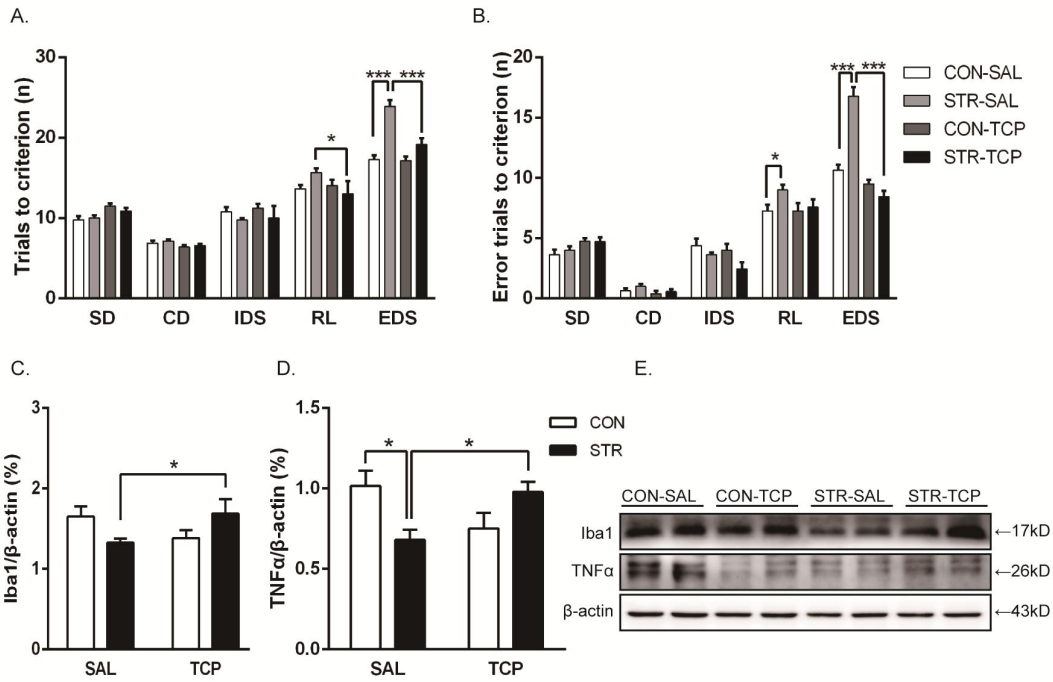 A.
Trials to criterion (n)
30
20
10
0
*** ***
*
SD CD IDS RL EDS
B.
Error trials to criterion (n)
20
15
10
5
0
*** ***
*
SD CD IDS RL EDS
CON-SAL
STR-SAL
CON-TCP
STR-TCP
C.
Iba1/β-actin (%)
3
2
1
0
*
SAL TCP
D.
TNFα/β-actin (%)
1.5
1.0
0.5
0.0
* *
SAL TCP
CON
STR
E.
CON-SAL CON-TCP STR-SAL STR-TCP
Iba1 ←17kD
TNFα ←26kD
β-actin ←43kD